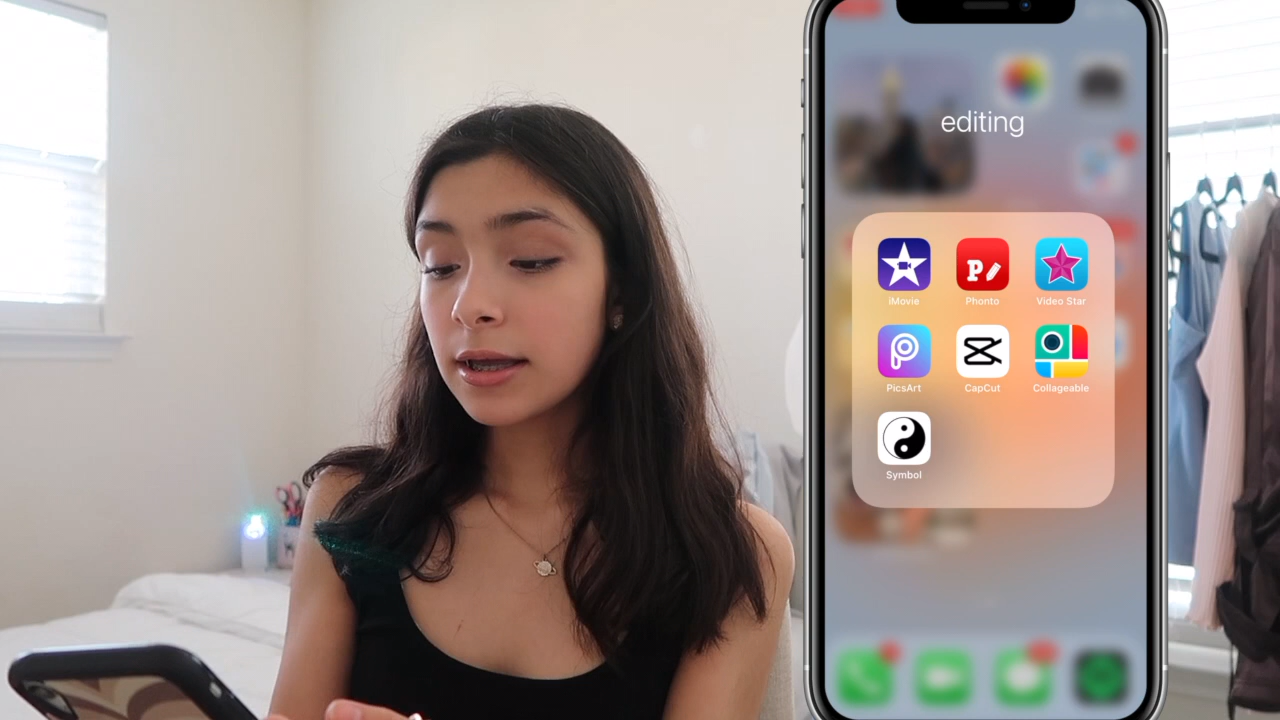 editing
iMovie
Phonto
Video Star
PicsArt
CapCut
Collageable
Symbol